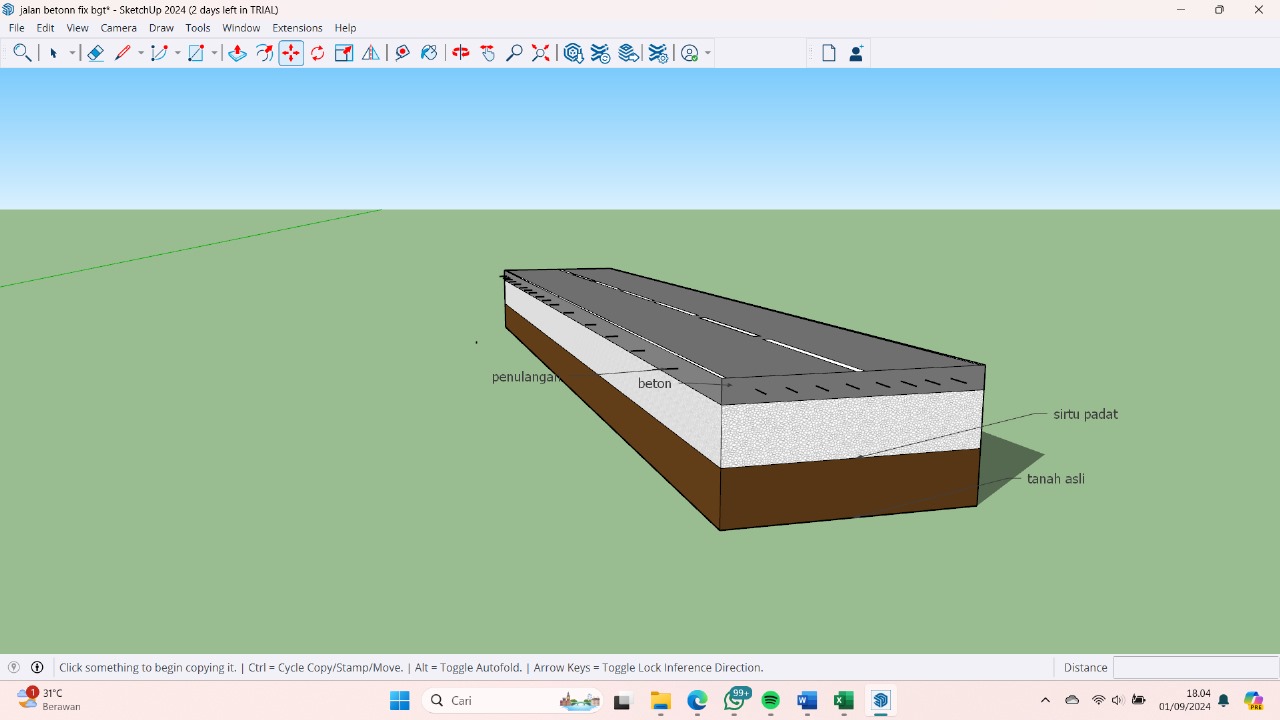 jalan betonn fix bgt* - SketchUp 2024 (2 days left in TRIAL)
File Edit View Camera Draw Tools Window Extensions Help
penulangan
beton
sirtu padat
tanah asli
Click something to begin copying it. | Ctrl = Cycle Copy/Stamp/Move. | Alt = Toggle Autofold. | Arrow Keys = Toggle Lock Inference Direction.
Distance
1
31°C
Berawan
Cari
99+
18.04
01/09/2024
PRE